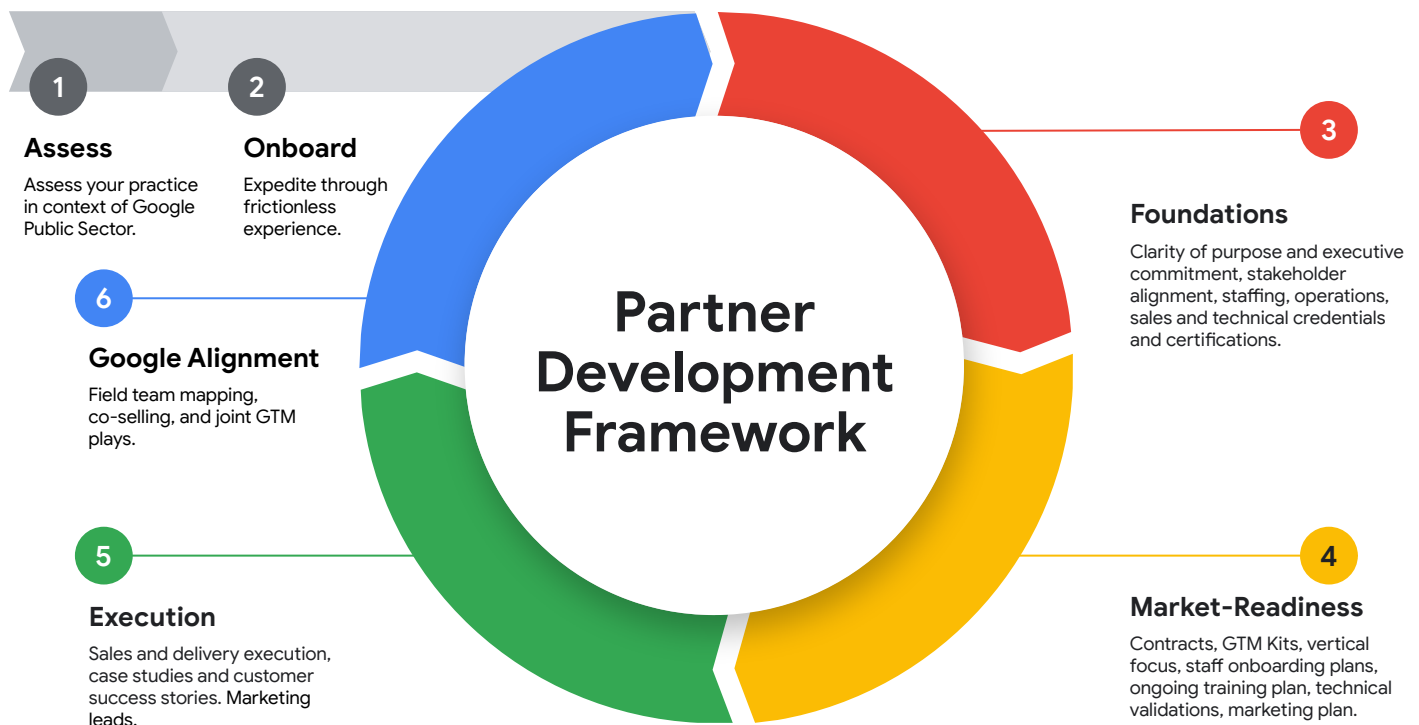 1
Assess
Assess your practice
in context of Google
Public Sector.
2
Onboard
Expedite through
frictionless
experience.
Partner
Development
Framework
3
Foundations
Clarity of purpose and executive
commitment, stakeholder
alignment, staffing, operations,
sales and technical credentials
and certifications.
4
Market-Readiness
Contracts, GTM Kits, vertical
focus, staff onboarding plans,
ongoing training plan, technical
validations, marketing plan.
5
Execution
Sales and delivery execution,
case studies and customer
success stories. Marketing
leads.
6
Google Alignment
Field team mapping,
co-selling, and joint GTM
plays.